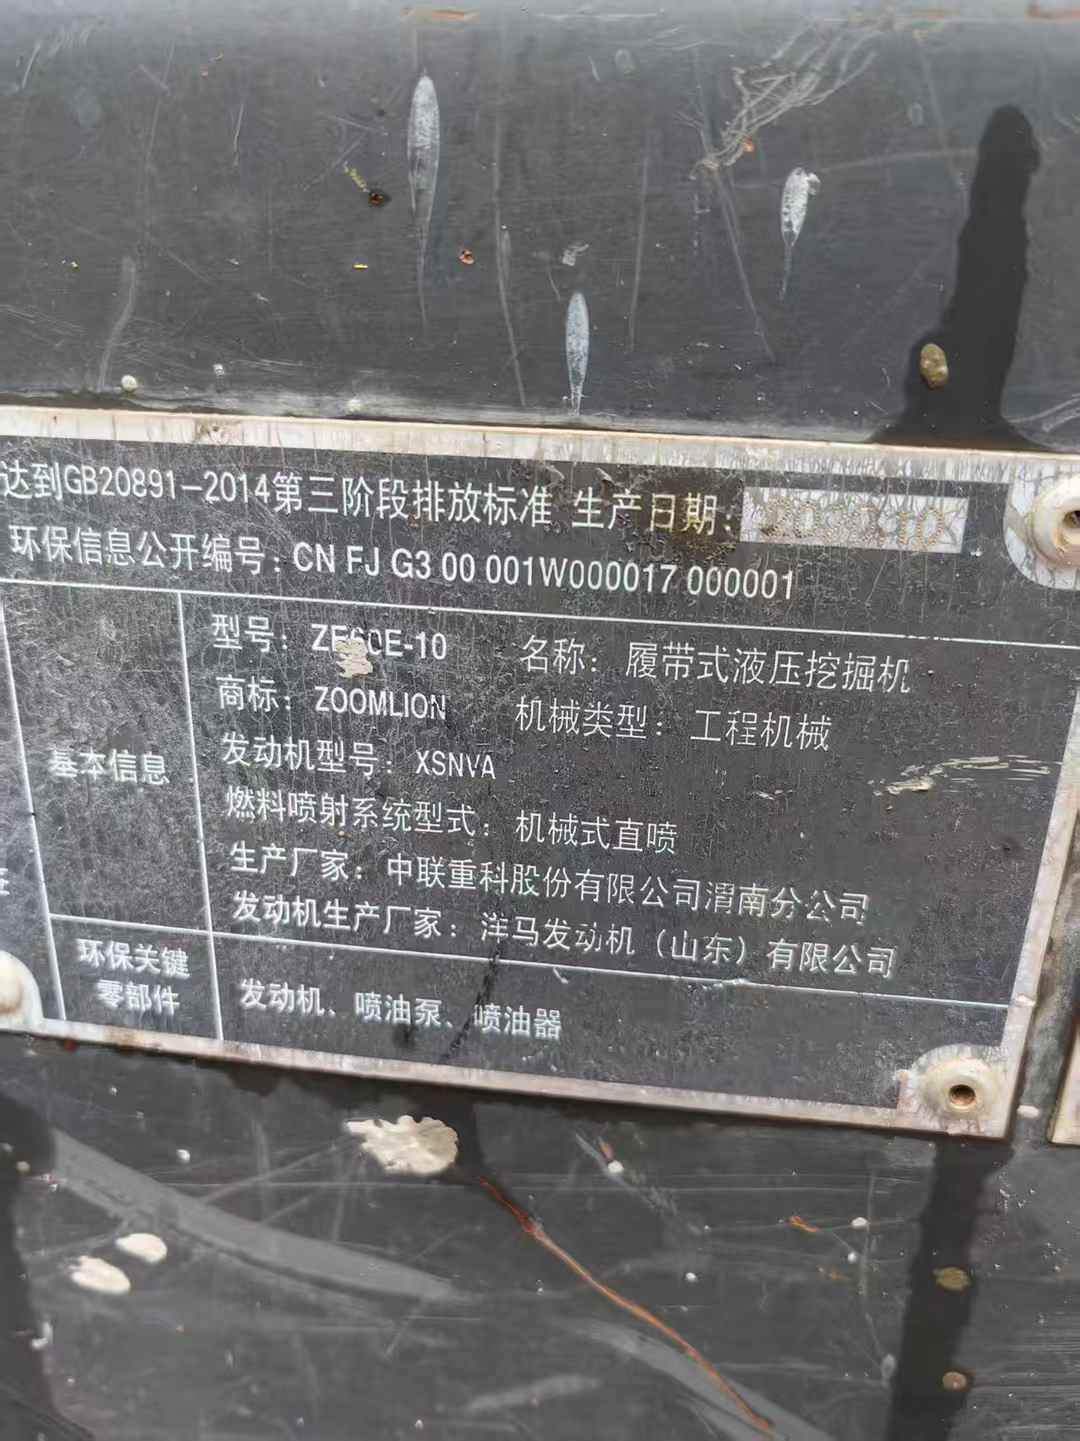 达到GB20891-2014第三阶段排放标准 生产日期:
环保信息公开编号: CN FJ G3 00 001W000017 000001
型号: ZE60E-10 名称: 履带式液压挖掘机
商标: ZOOMLION 机械类型: 工程机械
基本信息
发动机型号: XSNVA
燃料喷射系统型式: 机械式直喷
生产厂家: 中联重科股份有限公司渭南分公司
发动机生产厂家: 洋马发动机（山东）有限公司
环保关键
零部件
发动机、喷油泵、喷油器